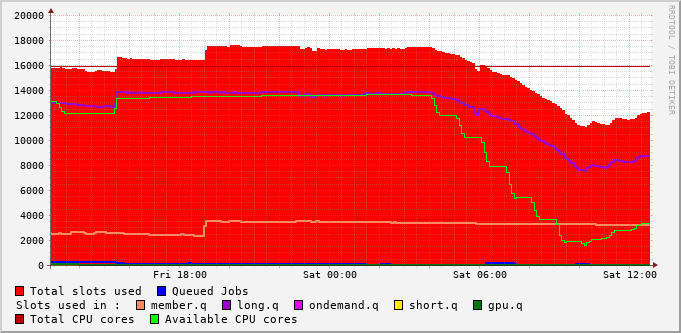 20000
18000
16000
14000
12000
10000
8000
6000
4000
2000
0
Fri 18:00 Sat 00:00 Sat 06:00 Sat 12:00
RRDTOOL / TOBI OETIKER
Total slots used Queued Jobs
Slots used in : member.q long.q ondemand.q short.q gpu.q
Total CPU cores Available CPU cores